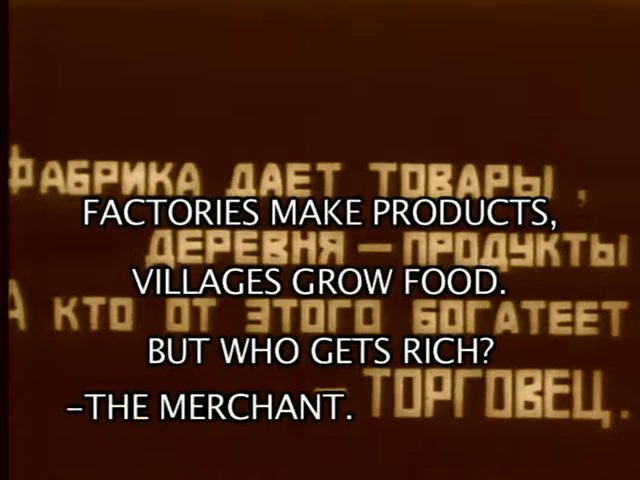 ФАБРИКА ДАЕТ ТОВАРЫ,
FACTORIES MAKE PRODUCTS,
ДЕРЕВНЯ – ПРОДУКТЫ
VILLAGES GROW FOOD.
А КТО ОТ ЭТОГО БОГАТЕЕТ
BUT WHO GETS RICH?
– ТОРГОВЕЦ.
–THE MERCHANT.